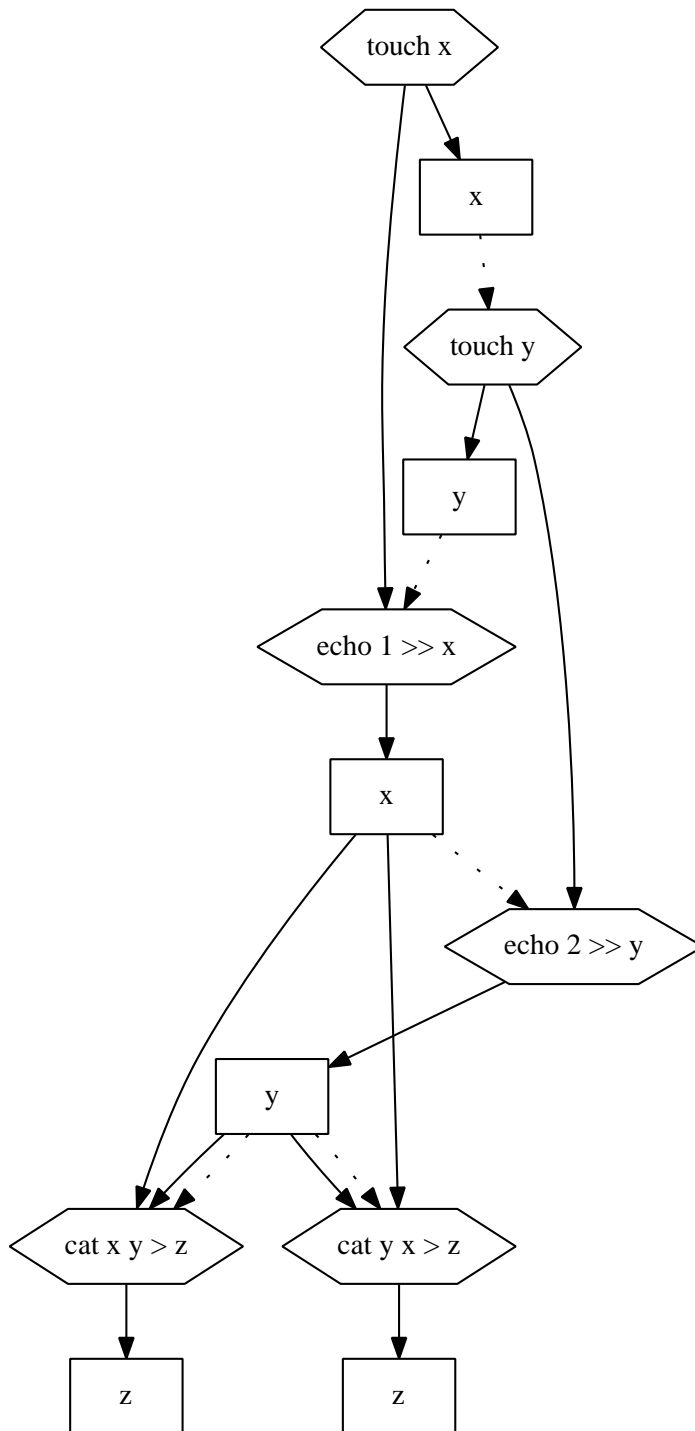 touch x
x
touch y
y
echo 1 >> x
x
echo 2 >> y
y
cat x y > z
cat y x > z
z
z